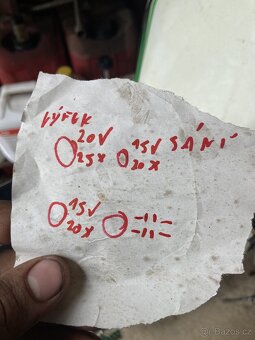 VÝFUK
20V
25X
15V SÁNÍ
20X
15V
20X
-11-
-11-
Bazos.cz